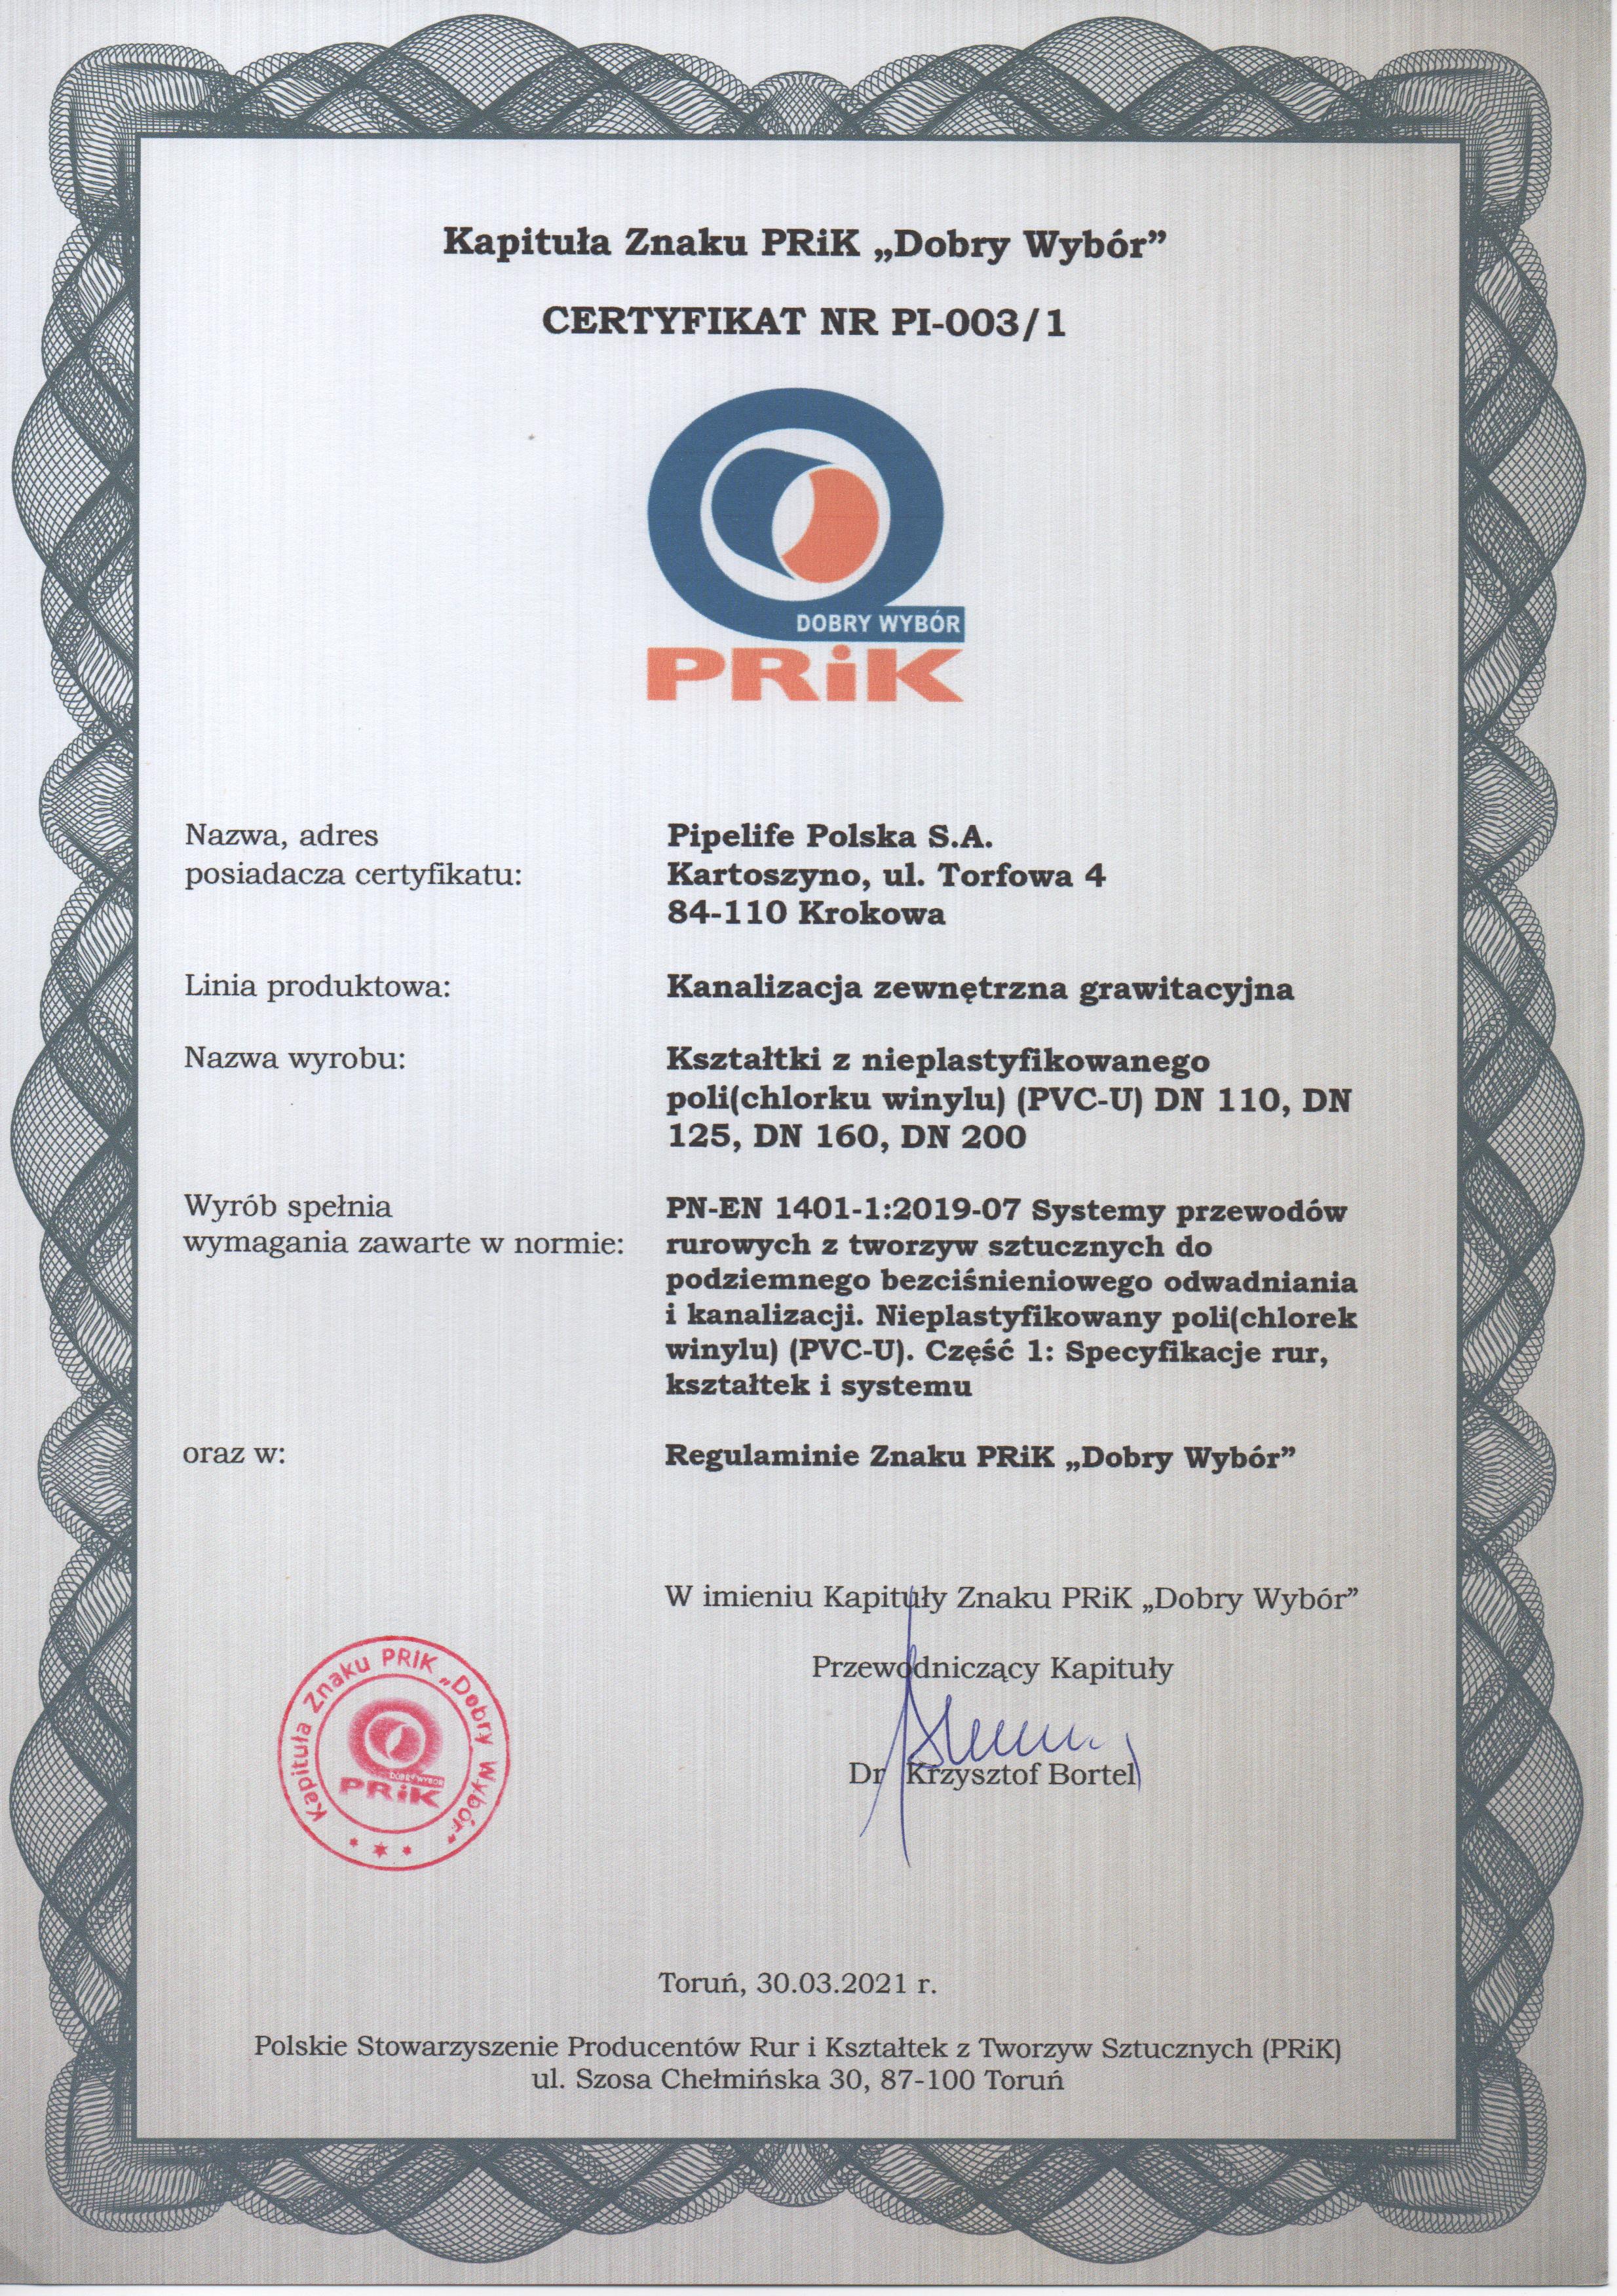 Kapituła Znaku PRiK „Dobry Wybór”
CERTYFIKAT NR PI-003/1
DOBRY WYBÓR
PRiK
Nazwa, adres
posiadacza certyfikatu:
Pipelife Polska S.A.
Kartoszyno, ul. Torfowa 4
84-110 Krokowa
Linia produktowa:
Kanalizacja zewnętrzna grawitacyjna
Nazwa wyrobu:
Kształtki z nieplastyfikowanego
poli(chlorku winylu) (PVC-U) DN 110, DN
125, DN 160, DN 200
Wyrób spełnia
wymagania zawarte w normie:
PN-EN 1401-1:2019-07 Systemy przewodów
rurowych z tworzyw sztucznych do
podziemnego bezciśnieniowego odwadniania
i kanalizacji. Nieplastyfikowany poli(chlorek
winylu) (PVC-U). Część 1: Specyfikacje rur,
kształtek i systemu
oraz w:
Regulaminie Znaku PRiK „Dobry Wybór”
W imieniu Kapituły Znaku PRiK „Dobry Wybór”
Przewodniczący Kapituły
Dr Krzysztof Bortel
Kapituła Znaku PRIK „Dobry Wybór”
DOBRY WYBÓR
PRiK
Toruń, 30.03.2021 r.
Polskie Stowarzyszenie Producentów Rur i Kształtek z Tworzyw Sztucznych (PRiK)
ul. Szosa Chełmińska 30, 87-100 Toruń